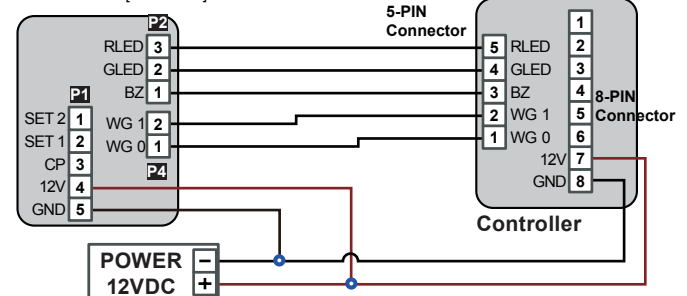 5-PIN
Connector
P2
RLED 3
GLED 2
BZ 1
P1
SET 2 1
SET 1 2
CP 3
12V 4
GND 5
WG 1 2
WG 0 1
P4
5 RLED
4 GLED
3 BZ
2 WG 1
1 WG 0
1
2
3
4
5
6
12V 7
GND 8
8-PIN
Connector
Controller
POWER −
12VDC +